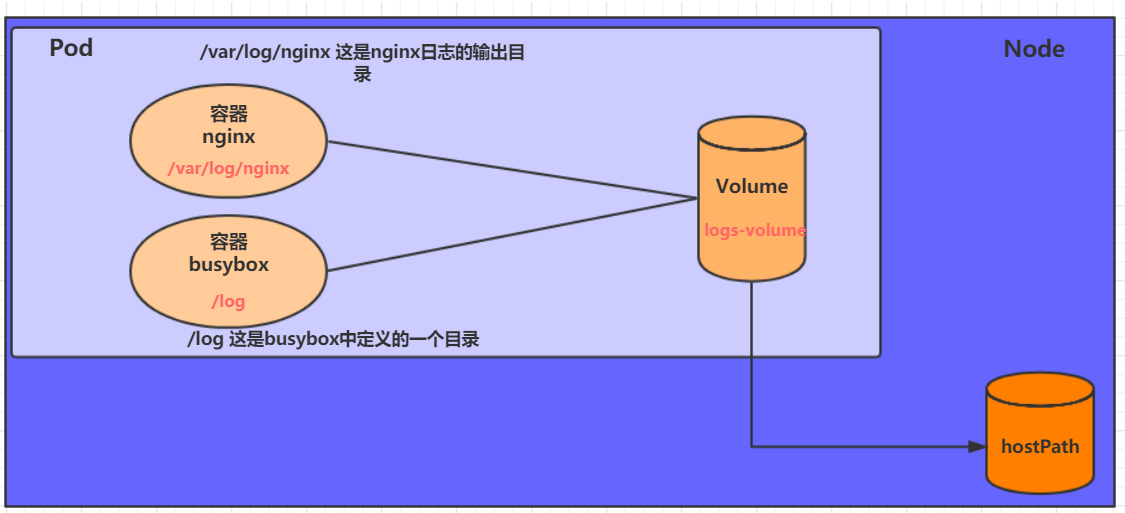 Pod
/var/log/nginx 这是nginx日志的输出目
录
Node
容器
nginx
/var/log/nginx
Volume
logs-volume
容器
busybox
/log
/log 这是busybox中定义的一个目录
hostPath